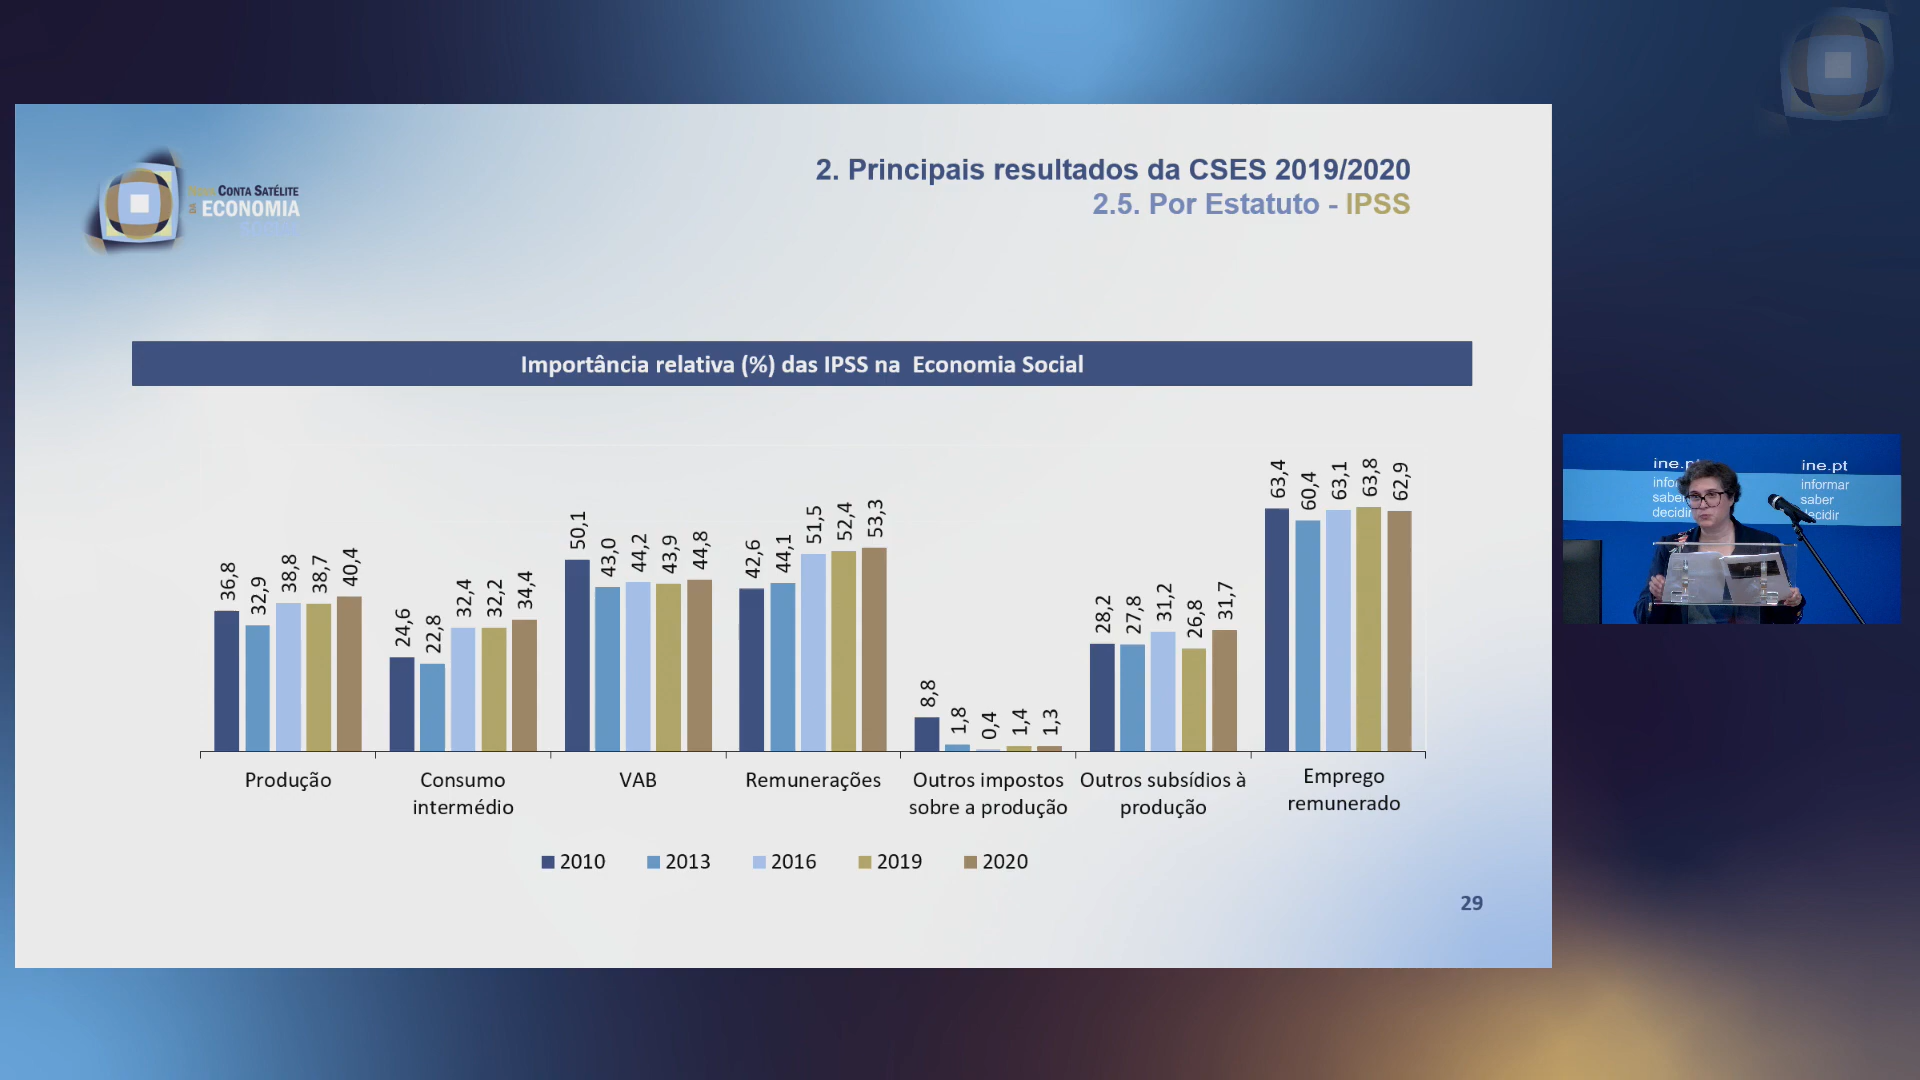 CONTA SATÉLITE
DA ECONOMIA
2. Principais resultados da CSES 2019/2020
2.5. Por Estatuto - IPSS
Importância relativa (%) das IPSS na Economia Social
36,8 32,9 38,8 38,7 40,4
24,6 22,8 32,4 32,2 34,4
50,1 43,0 44,2 43,9 44,8
42,6 44,1 51,5 52,4 53,3
8,8 1,8 0,4 1,4 1,3
28,2 27,8 31,2 26,8 31,7
63,4 60,4 63,1 63,8 62,9
Produção
Consumo
intermédio
VAB
Remunerações
Outros impostos
sobre a produção
Outros subsídios à
produção
Emprego
remunerado
2010 2013 2016 2019 2020
29
ine.pt
informar
saber
decidir